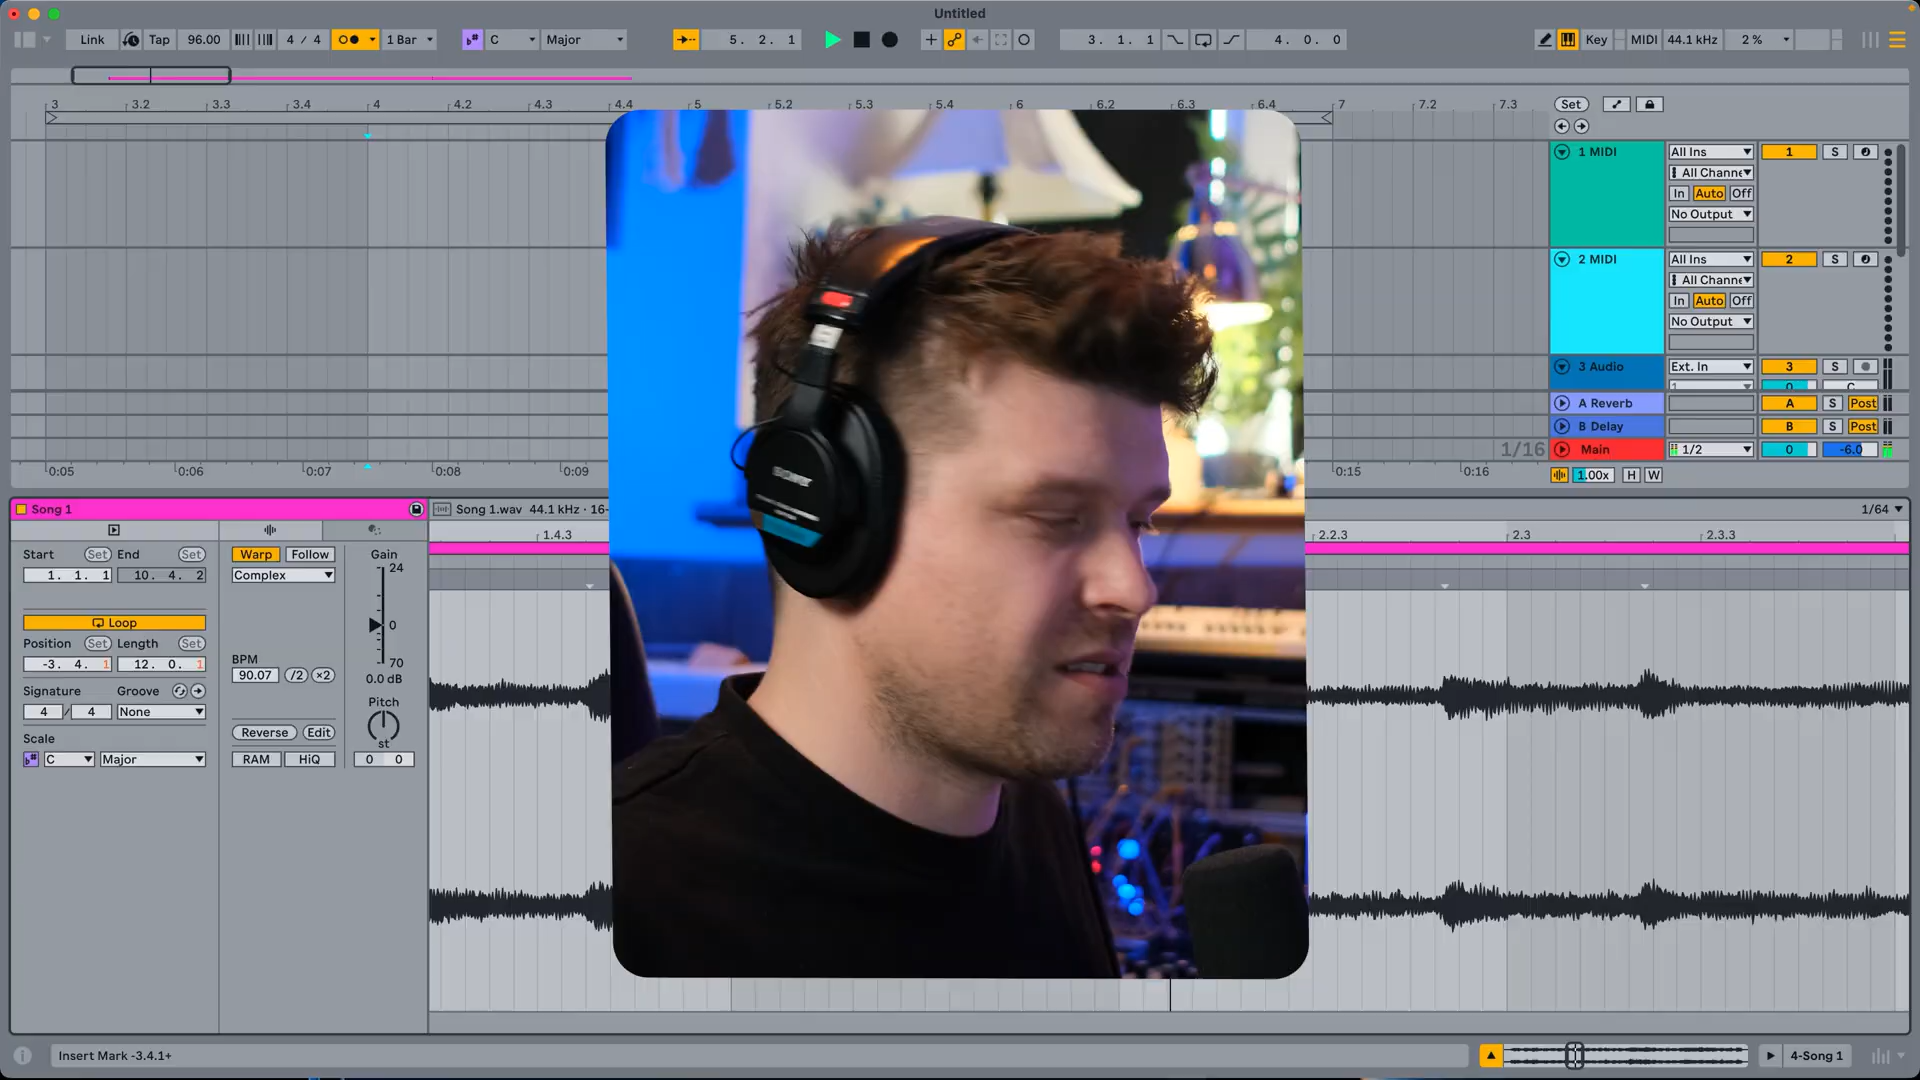 Untitled
Link Tap 96.00 4 / 4 1 Bar C Major 5. 2. 1 3. 1. 1 4. 0. 0 Key MIDI 44.1 kHz 2 %
3 3.2 3.3 3.4 4 4.2 4.3 4.4 5 5.2 5.3 5.4 6 6.2 6.3 6.4 7 7.2 7.3 Set
1 MIDI All Ins 1 S
All Channe
In Auto Off
No Output
2 MIDI All Ins 2 S
All Channe
In Auto Off
No Output
3 Audio Ext. In 3 S
1 0 C
A Reverb A S Post
B Delay B S Post
1/16 Main 1/2 0 -6.0
0:05 0:06 0:07 0:08 0:09 0:15 0:16 1.00x H W
SONY
Song 1 Song 1.wav 44.1 kHz · 16- 1/64
1.4.3 2.2.3 2.3 2.3.3
Start Set End Set Warp Follow Gain
1. 1. 1 10. 4. 2 Complex 24
Loop 0
Position Set Length Set BPM 70
-3. 4. 1 12. 0. 1 90.07 /2 ×2 0.0 dB
Signature Groove Pitch
4 / 4 None
Scale Reverse Edit st
C Major RAM HiQ 0 0
Insert Mark -3.4.1+ 4-Song 1